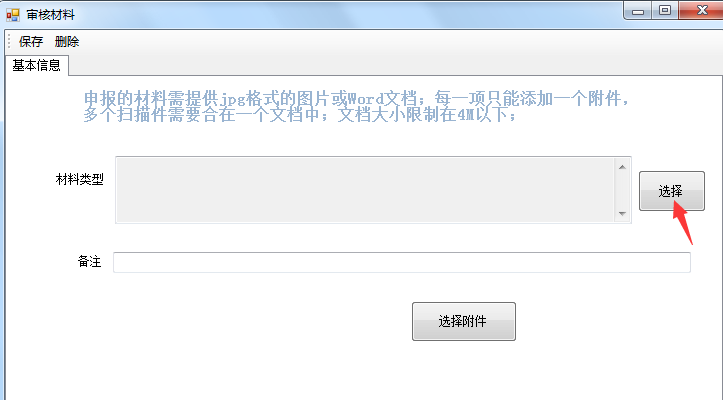 审核材料
保存 删除
基本信息
申报的材料需提供jpg格式的图片或Word文档；每一项只能添加一个附件，
多个扫描件需要合在一个文档中；文档大小限制在4M以下；
材料类型
选择
备注
选择附件